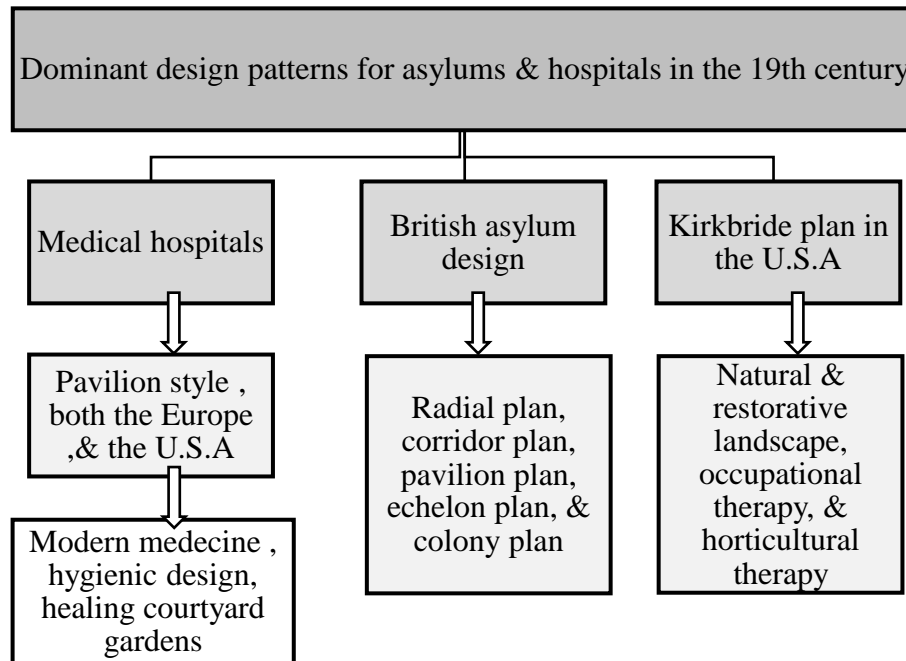 Dominant design patterns for asylums & hospitals in the 19th century
Medical hospitals
British asylum
design
Kirkbride plan in
the U.S.A
Pavilion style ,
both the Europe
,& the U.S.A
Radial plan,
corridor plan,
pavilion plan,
echelon plan, &
colony plan
Natural &
restorative
landscape,
occupational
therapy, &
horticultural
therapy
Modern medecine ,
hygienic design,
healing courtyard
gardens